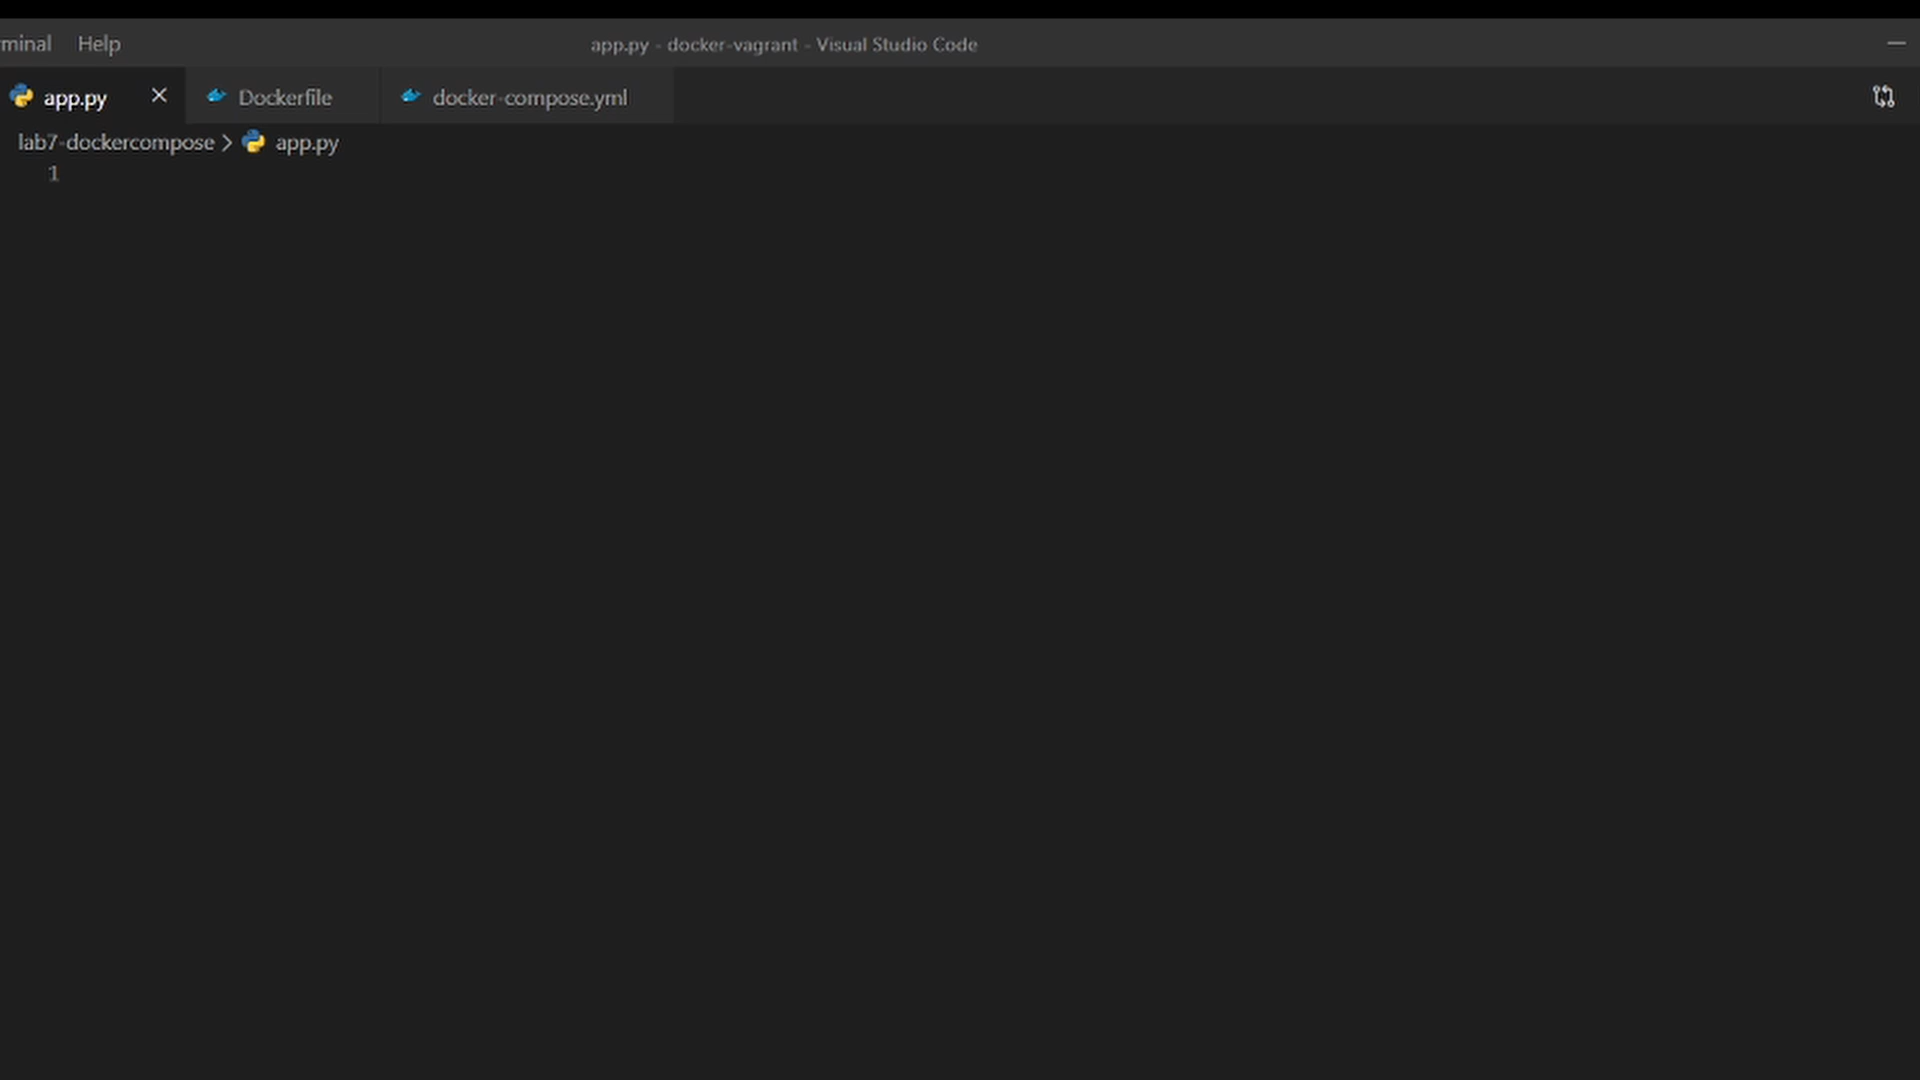 minal Help app.py - docker-vagrant - Visual Studio Code
app.py Dockerfile docker-compose.yml
lab7-dockercompose > app.py
1